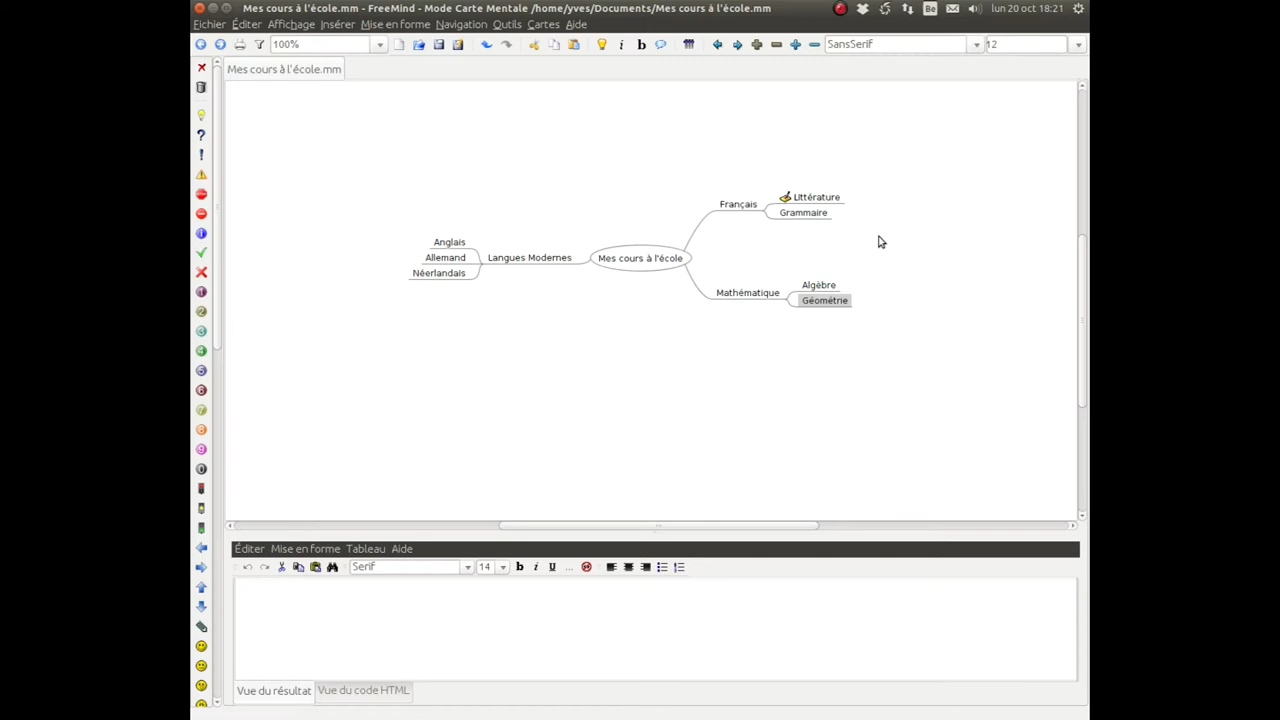 Mes cours à l'école.mm - FreeMind - Mode Carte Mentale /home/yves/Documents/Mes cours à l'école.mm
Be
lun 20 oct 18:21
Fichier Éditer Affichage Insérer Mise en forme Navigation Outils Cartes Aide
100%
SansSerif
12
Mes cours à l'école.mm
Littérature
Français
Grammaire
Anglais
Allemand
Langues Modernes
Mes cours à l'école
Néerlandais
Algèbre
Mathématique
Géométrie
Éditer Mise en forme Tableau Aide
Serif
14
b i U ...
Vue du résultat
Vue du code HTML